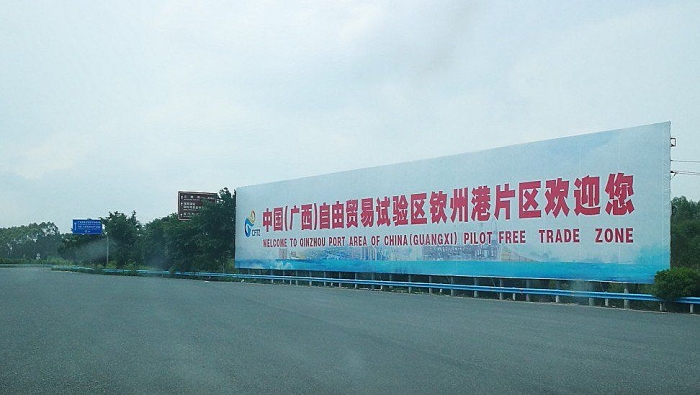 中国(广西)自由贸易试验区钦州港片区欢迎您
WELCOME TO QINZHOU PORT AREA OF CHINA(GUANGXI) PILOT FREE TRADE ZONE
CFTZ